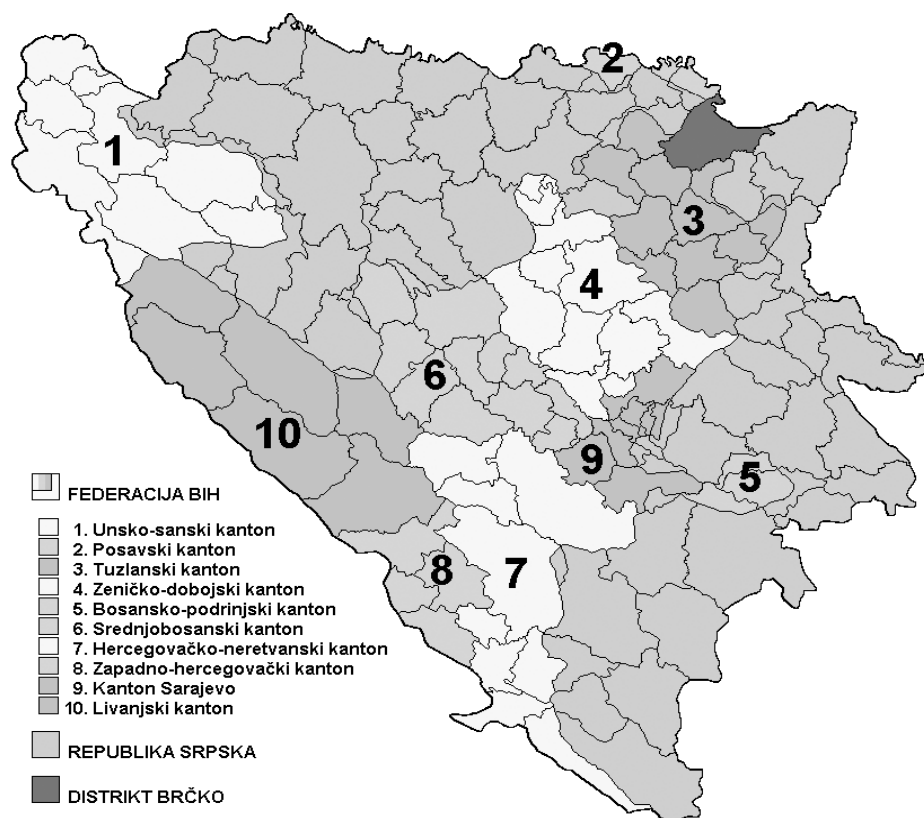 2
1
3
4
6
10
9
5
8
7
FEDERACIJA BIH
1. Unsko-sanski kanton
2. Posavski kanton
3. Tuzlanski kanton
4. Zeničko-dobojski kanton
5. Bosansko-podrinjski kanton
6. Srednjobosanski kanton
7. Hercegovačko-neretvanski kanton
8. Zapadno-hercegovački kanton
9. Kanton Sarajevo
10. Livanjski kanton
REPUBLIKA SRPSKA
DISTRIKT BRČKO